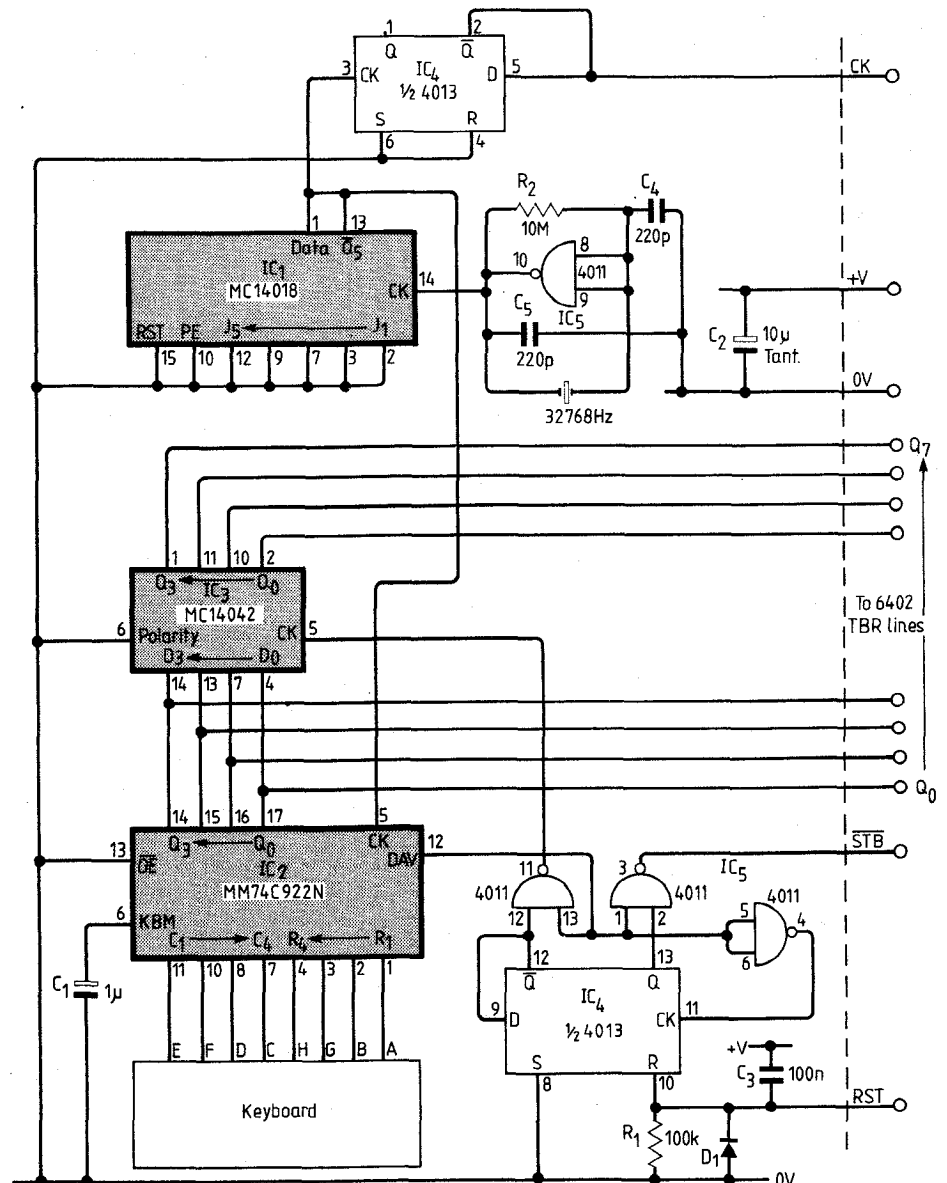 1 2
Q Q̅
3 CK IC4 D 5 CK
½ 4013
S R
6 4
R2 C4
10M 220p
1 13
Data Q̅5
10 8
4011
9
IC1
MC14018
CK 14
C5 IC5
220p
+V
C2 10µ
Tant.
RST PE J5 J1
15 10 12 9 7 3 2
32768Hz
0V
Q7
1 11 10 2
Q3 IC3 Q0
MC14042
6 Polarity CK 5
D3 D0
14 13 7 4
To 6402
TBR lines
Q0
14 15 16 17 5
Q3 Q0 CK
13 O̅E̅ IC2 DAV 12
MM74C922N
S̅T̅B̅
11 3 IC5
4011 4011 4011
12 13 1 2 5 6 4
6 KBM
C1 C4 R4 R1
11 10 8 7 4 3 2 1
C1 1µ
12 13
Q̅ Q
9 D IC4 CK 11
½ 4013
S R
8 10
E F D C H G B A
Keyboard
+V
C3 100n
RST
R1 100k
D1
0V